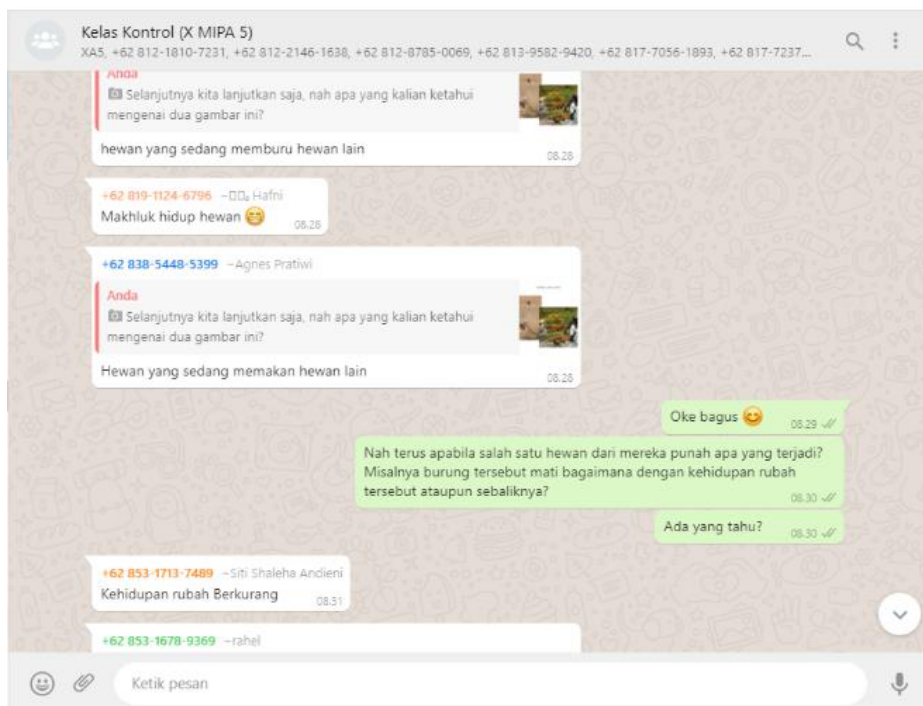 Kelas Kontrol (X MIPA 5)
XA5, +62 812-1810-7231, +62 812-2146-1638, +62 812-8785-0069, +62 813-9582-9420, +62 817-7056-1893, +62 817-7237...
Anda
Selanjutnya kita lanjutkan saja, nah apa yang kalian ketahui
mengenai dua gambar ini?
hewan yang sedang memburu hewan lain
08.28
+62 819-1124-6796 ~ Hafni
Makhluk hidup hewan 😁
08.28
+62 838-5448-5399 ~Agnes Pratiwi
Anda
Selanjutnya kita lanjutkan saja, nah apa yang kalian ketahui
mengenai dua gambar ini?
Hewan yang sedang memakan hewan lain
08.28
Oke bagus 😊 08.29
Nah terus apabila salah satu hewan dari mereka punah apa yang terjadi?
Misalnya burung tersebut mati bagaimana dengan kehidupan rubah
tersebut ataupun sebaliknya?
08.30
Ada yang tahu? 08.30
+62 853-1713-7489 ~Siti Shaleha Andieni
Kehidupan rubah Berkurang
08.31
+62 853-1678-9369 ~rahel
Ketik pesan